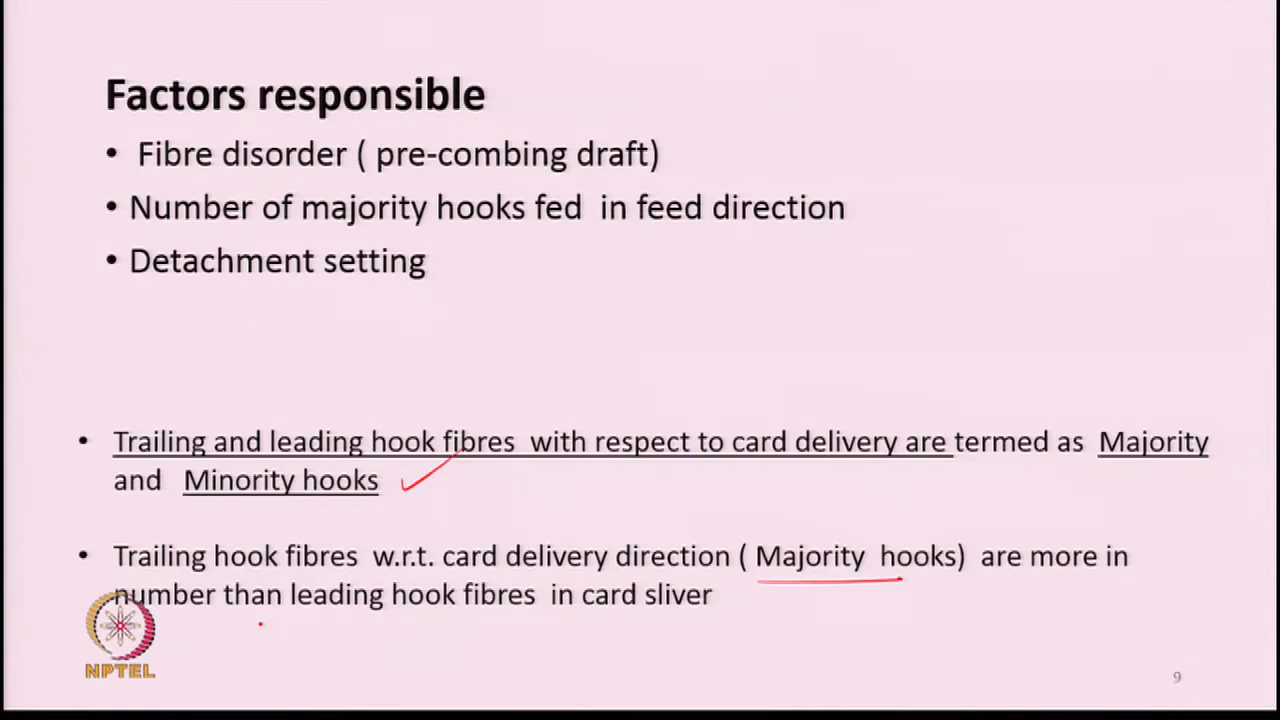 Factors responsible
• Fibre disorder ( pre-combing draft)
• Number of majority hooks fed in feed direction
• Detachment setting
• Trailing and leading hook fibres with respect to card delivery are termed as Majority
and Minority hooks
• Trailing hook fibres w.r.t. card delivery direction ( Majority hooks) are more in
number than leading hook fibres in card sliver
NPTEL
9